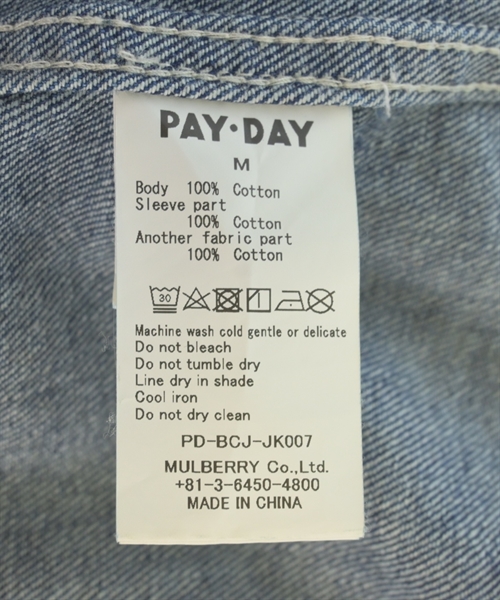 PAY·DAY
M
Body 100% Cotton
Sleeve part
100% Cotton
Another fabric part
100% Cotton
30
Machine wash cold gentle or delicate
Do not bleach
Do not tumble dry
Line dry in shade
Cool iron
Do not dry clean
PD-BCJ-JK007
MULBERRY Co.,Ltd.
+81-3-6450-4800
MADE IN CHINA